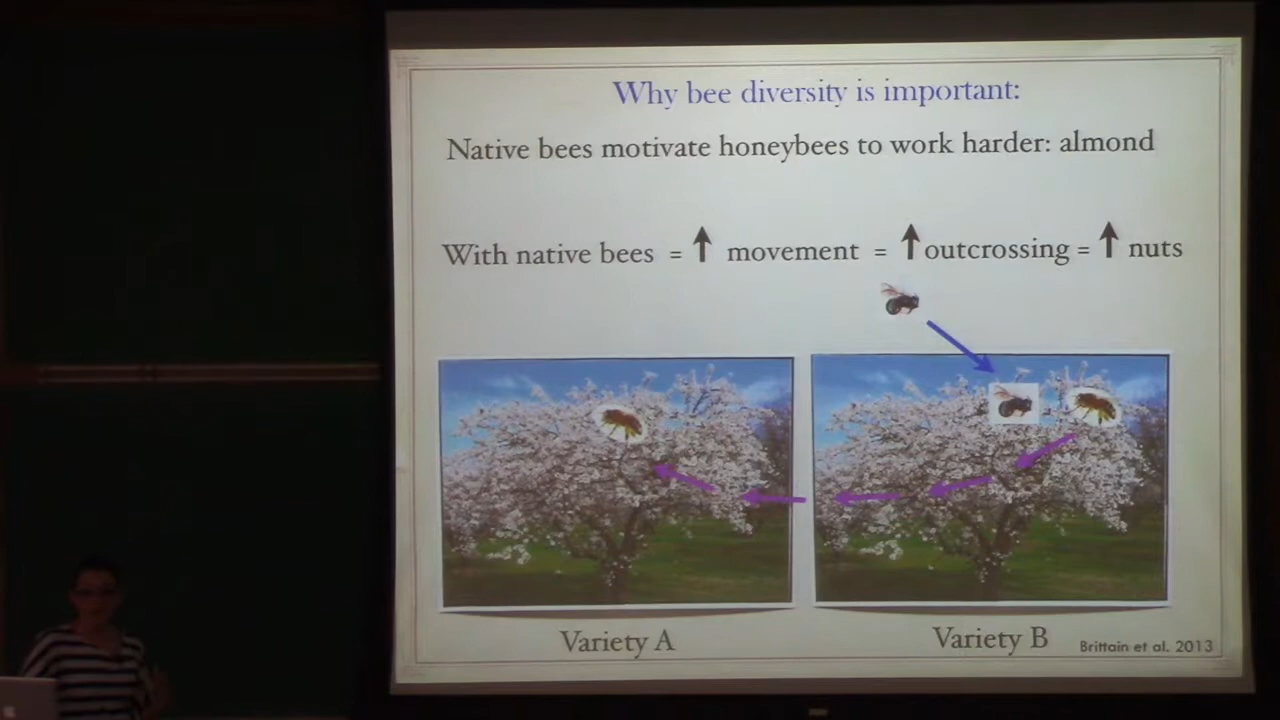 Why bee diversity is important:
Native bees motivate honeybees to work harder: almond
With native bees = ↑ movement = ↑ outcrossing = ↑ nuts
Variety A
Variety B
Brittain et al. 2013